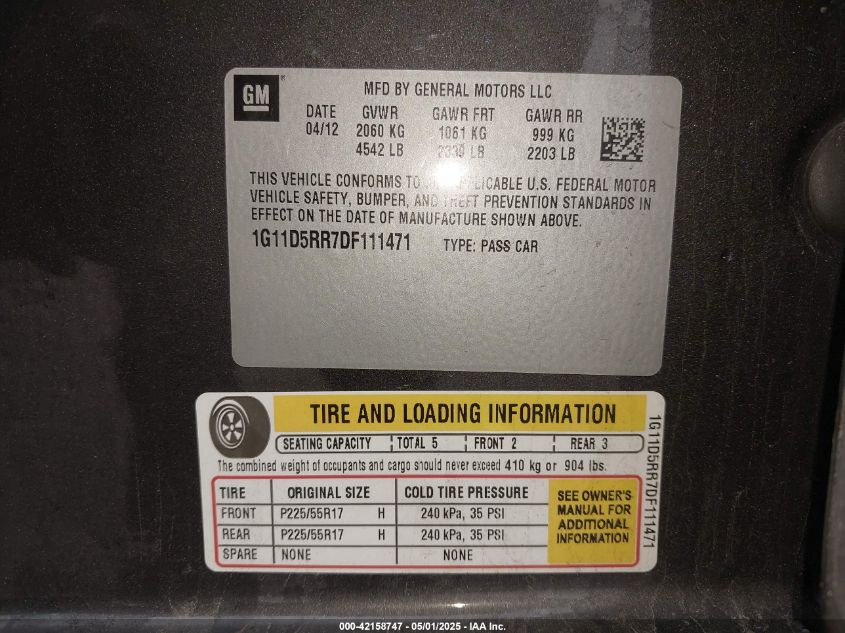 GM
MFD BY GENERAL MOTORS LLC
DATE GVWR GAWR FRT GAWR RR
04/12 2060 KG 1061 KG 999 KG
4542 LB 2339 LB 2203 LB
THIS VEHICLE CONFORMS TO APPLICABLE U.S. FEDERAL MOTOR
VEHICLE SAFETY, BUMPER, AND THEFT PREVENTION STANDARDS IN
EFFECT ON THE DATE OF MANUFACTURE SHOWN ABOVE.
1G11D5RR7DF111471 TYPE: PASS CAR
TIRE AND LOADING INFORMATION
SEATING CAPACITY TOTAL 5 FRONT 2 REAR 3
The combined weight of occupants and cargo should never exceed 410 kg or 904 lbs.
TIRE ORIGINAL SIZE COLD TIRE PRESSURE
FRONT P225/55R17 H 240 kPa, 35 PSI
REAR P225/55R17 H 240 kPa, 35 PSI
SPARE NONE NONE
SEE OWNER'S
MANUAL FOR
ADDITIONAL
INFORMATION
1G11D5RR7DF111471
000-42158747 - 05/01/2025 - IAA Inc.